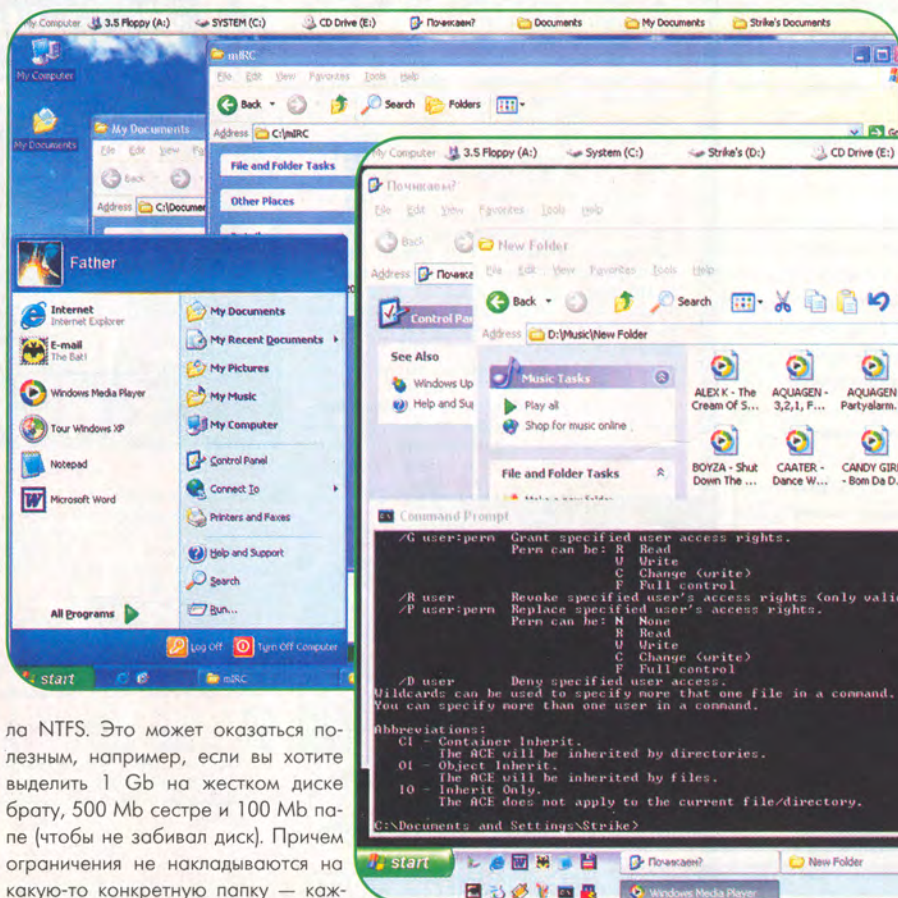 My Computer 3.5 Floppy (A:) SYSTEM (C:) CD Drive (E:) Почикаем? Documents My Documents Strike's Documents
My Computer
My Documents
mIRC
File Edit View Favorites Tools Help
Back Search Folders
Address C:\mIRC
File and Folder Tasks
Other Places
My Documents
File Edit View
Back
Address C:\Documen
Father
Internet
Internet Explorer
E-mail
The Bat!
Windows Media Player
Tour Windows XP
Notepad
Microsoft Word
All Programs
My Documents
My Recent Documents
My Pictures
My Music
My Computer
Control Panel
Connect To
Printers and Faxes
Help and Support
Search
Run...
Log Off Turn Off Computer
start mIRC
My Computer 3.5 Floppy (A:) System (C:) Strike's (D:) CD Drive (E:)
Почикаем?
File Edit View Favorites Tools Help
Back
Address Почика
Control Pa
See Also
Windows Up
Help and Sup
New Folder
File Edit View Favorites Tools Help
Back Search
Address D:\Music\New Folder
Music Tasks
Play all
Shop for music online
File and Folder Tasks
Make a new folder
ALEX K - The
Cream Of S...
AQUAGEN -
3,2,1, F...
AQUAGEN
Partyalarm.
BOYZA - Shut
Down The ...
CAATER -
Dance W...
CANDY GIRL
- Bom Da D.
Command Prompt
/G user:perm Grant specified user access rights.
Perm can be: R Read
W Write
C Change (write)
F Full control
/R user Revoke specified user's access rights (only valid
/P user:perm Replace specified user's access rights.
Perm can be: N None
R Read
W Write
C Change (write)
F Full control
/D user Deny specified user access.
Wildcards can be used to specify more that one file in a command.
You can specify more than one user in a command.
Abbreviations:
CI - Container Inherit.
The ACE will be inherited by directories.
OI - Object Inherit.
The ACE will be inherited by files.
IO - Inherit Only.
The ACE does not apply to the current file/directory.
C:\Documents and Settings\Strike>
start Почикаем? New Folder
Windows Media Player
ла NTFS. Это может оказаться по-
лезным, например, если вы хотите
выделить 1 Gb на жестком диске
брату, 500 Mb сестре и 100 Mb па-
пе (чтобы не забивал диск). Причем
ограничения не накладываются на
какую-то конкретную папку — каж-